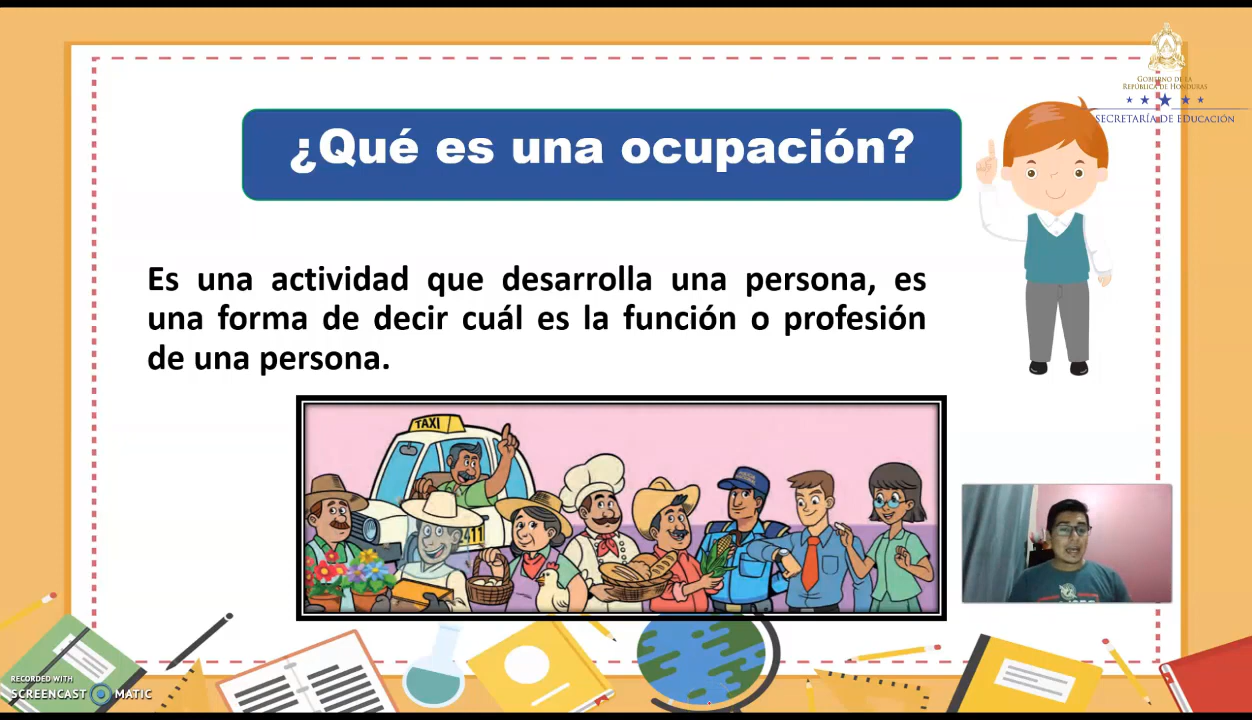 GOBIERNO DE LA
REPÚBLICA DE HONDURAS
SECRETARÍA DE EDUCACIÓN
¿Qué es una ocupación?
Es una actividad que desarrolla una persona, es
una forma de decir cuál es la función o profesión
de una persona.
TAXI
411
RECORDED WITH
SCREENCAST MATIC